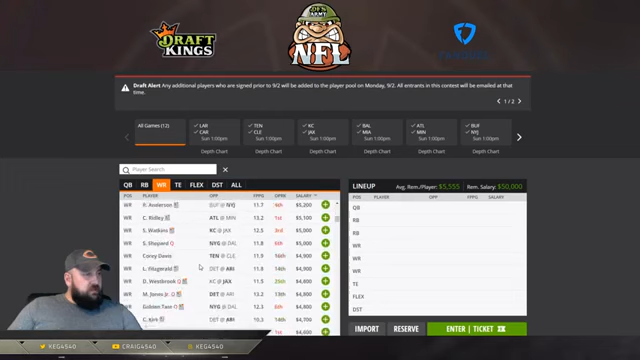 DRAFT KINGS
DFS ARMY
NFL
Draft Alert Any additional players who are signed prior to 9/2 will be added to the player pool on Monday, 9/2. All entrants in this contest will be emailed at that time.
1 / 2
All Games (12)
LAR
CAR
Sun 1:00pm
Depth Chart
TEN
CLE
Sun 1:00pm
Depth Chart
KC
JAX
Sun 1:00pm
Depth Chart
BAL
MIA
Sun 1:00pm
Depth Chart
ATL
MIN
Sun 1:00pm
Depth Chart
BUF
NYJ
Sun 1:00pm
Depth Chart
Player Search
QB RB WR TE FLEX DST ALL
POS PLAYER OPP FPPG OPRK SALARY
WR R. Anderson BUF@NYJ 11.7 4th $5,200
WR C. Ridley ATL@MIN 13.2 1st $5,100
WR S. Watkins KC@JAX 12.5 3rd $5,000
WR S. Shepard Q NYG@DAL 11.8 $5,000
WR Corey Davis TEN@CLE 11.9 16th $4,900
WR L. Fitzgerald DET@ARI 11.8 14th $4,900
WR D. Westbrook Q KC@JAX 11.5 $4,800
WR M. Jones Jr. DET@ARI 13.2 13th $4,800
WR Golden Tate NYG@DAL 12.3 $4,800
WR C. Kirk DET@ARI 10.3 14th $4,700
1st $4,600
LINEUP Avg. Rem./Player: $5,555 Rem. Salary: $50,000
POS PLAYER OPP FPPG SALARY
QB
RB
RB
WR
WR
WR
TE
FLEX
DST
IMPORT RESERVE ENTER | TICKET
KEG4540 CRAIG4540 KEG4540